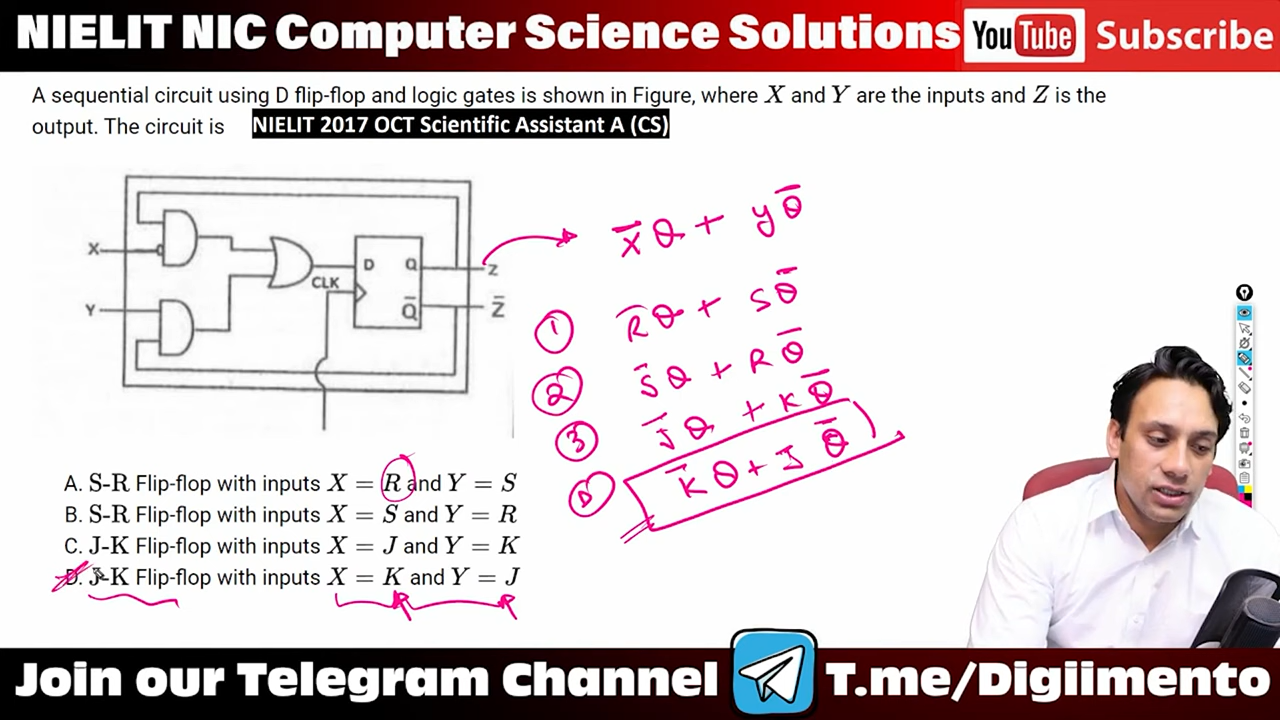 NIELIT NIC Computer Science Solutions YouTube Subscribe
A sequential circuit using D flip-flop and logic gates is shown in Figure, where X and Y are the inputs and Z is the
output. The circuit is NIELIT 2017 OCT Scientific Assistant A (CS)
X
Y
CLK
D Q
Q̅
Z
Z̅
X̅Q + yQ̅
① R̅Q + SQ̅
② S̅Q + RQ̅
③ J̅Q + KQ̅
Ⓓ K̅Q + JQ̅
A. S-R Flip-flop with inputs X = R and Y = S
B. S-R Flip-flop with inputs X = S and Y = R
C. J-K Flip-flop with inputs X = J and Y = K
D. J-K Flip-flop with inputs X = K and Y = J
Join our Telegram Channel T.me/Digiimento